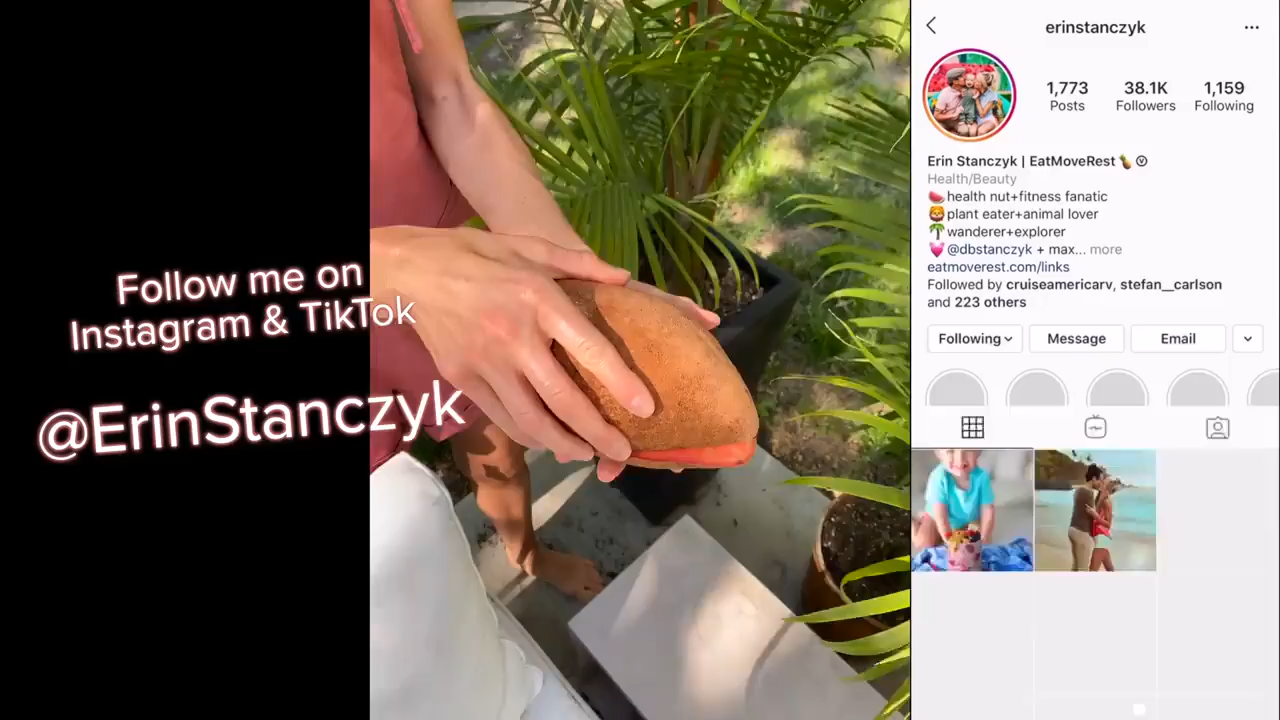 Follow me on
Instagram & TikTok
@ErinStanczyk
erinstanczyk
1,773
Posts
38.1K
Followers
1,159
Following
Erin Stanczyk | EatMoveRest🍍Ⓥ
Health/Beauty
🍉health nut+fitness fanatic
🦁plant eater+animal lover
🌴wanderer+explorer
💓@dbstanczyk + max... more
eatmoverest.com/links
Followed by cruiseamericarv, stefan__carlson
and 223 others
Following
Message
Email